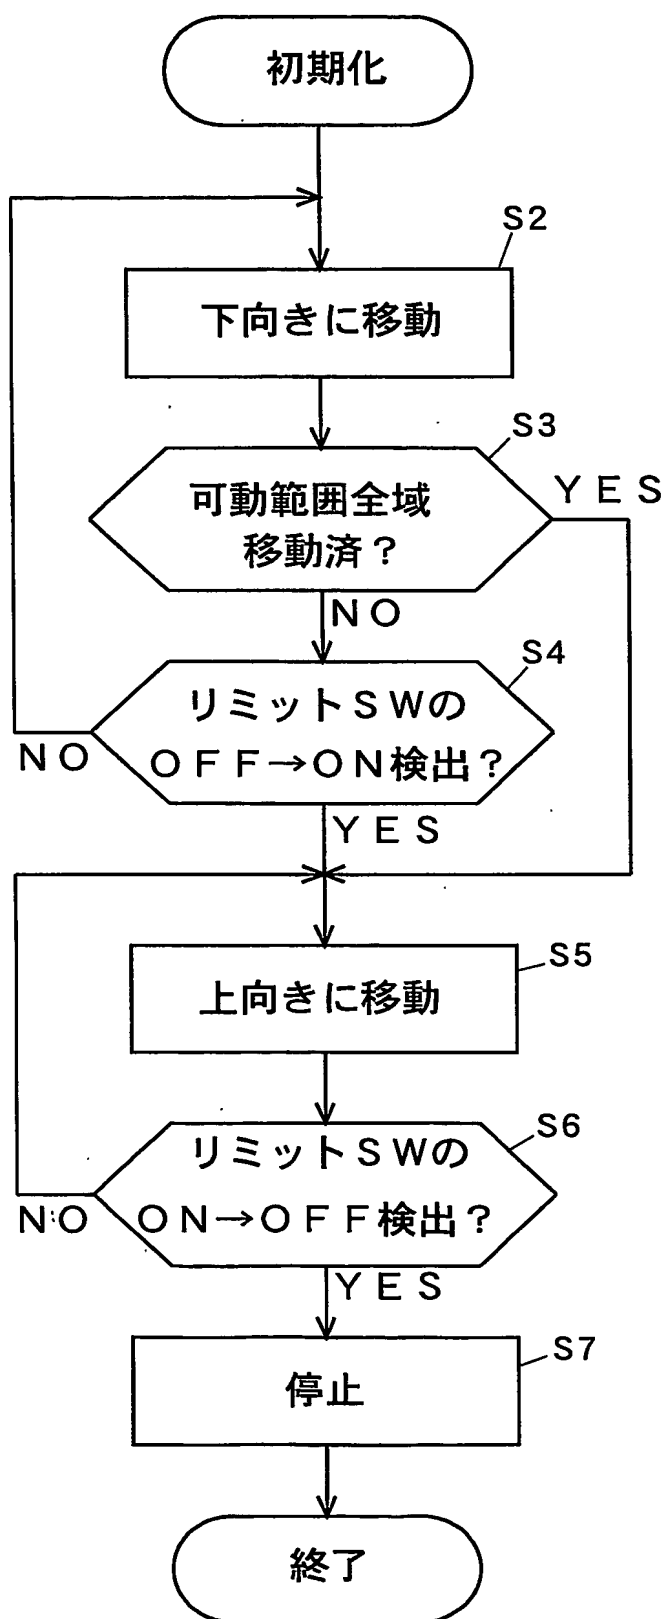 初期化
S2
下向きに移動
S3
可動範囲全域
移動済？
YES
NO
S4
リミットSWの
OFF→ON検出？
NO
YES
S5
上向きに移動
S6
リミットSWの
ON→OFF検出？
NO
YES
S7
停止
終了